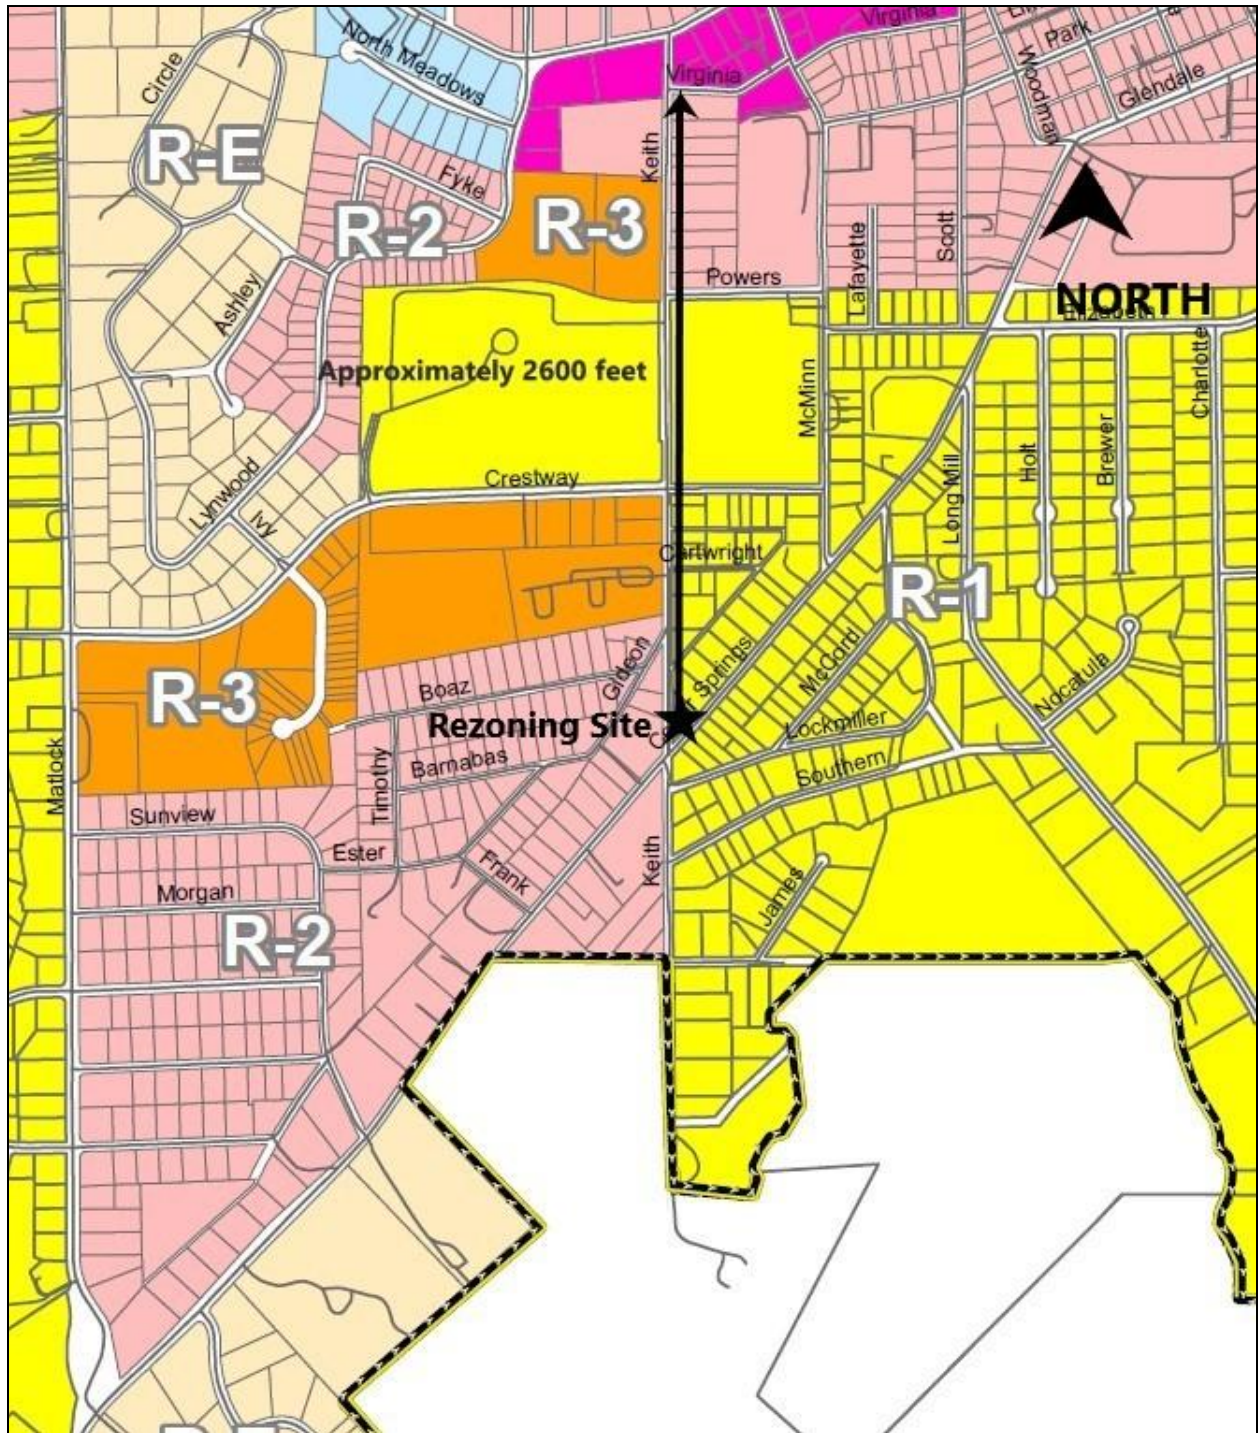 Virginia
Park
Woodman
Glendale
Circle
North Meadows
Virginia
R-E
Keith
Fyke
R-2
R-3
Lafayette
Scott
Ashley
Powers
NORTH
Elizabeth
Charlotte
Approximately 2600 feet
McMinn
Brewer
Holt
Long Mill
Crestway
Lynwood
Ivy
Cartwright
R-1
Springs
McCord
Gideon
Nocatula
R-3
Boaz
Rezoning Site
Lockmiller
Matlock
Timothy
Barnabas
Southern
Sunview
Ester
Frank
Keith
Morgan
James
R-2